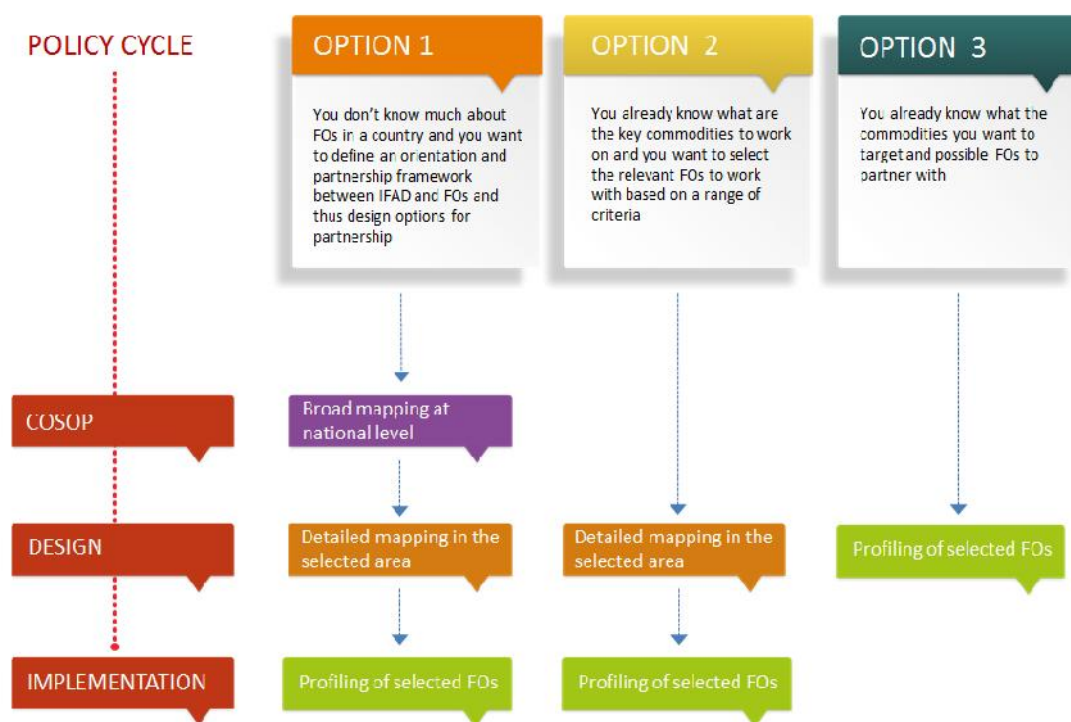 POLICY CYCLE
OPTION 1
You don't know much about
FOs in a country and you want
to define an orientation and
partnership framework
between IFAD and FOs and
thus design options for
partnership
OPTION 2
You already know what are
the key commodities to work
on and you want to select
the relevant FOs to work
with based on a range of
criteria
OPTION 3
You already know what the
commodities you want to
target and possible FOs to
partner with
COSOP
Broad mapping at
national level
DESIGN
Detailed mapping in the
selected area
Detailed mapping in the
selected area
Profiling of selected FOs
IMPLEMENTATION
Profiling of selected FOs
Profiling of selected FOs